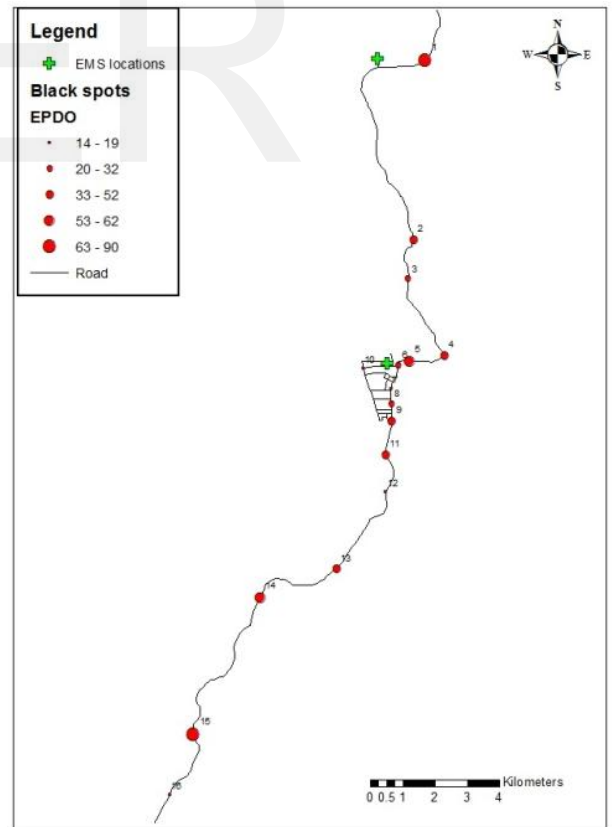 ER
Legend
EMS locations
Black spots
EPDO
14 - 19
20 - 32
33 - 52
53 - 62
63 - 90
Road
N
W E
S
1
2
3
4
5
6
10
8
9
11
12
13
14
15
16
Kilometers
0 0.5 1 2 3 4